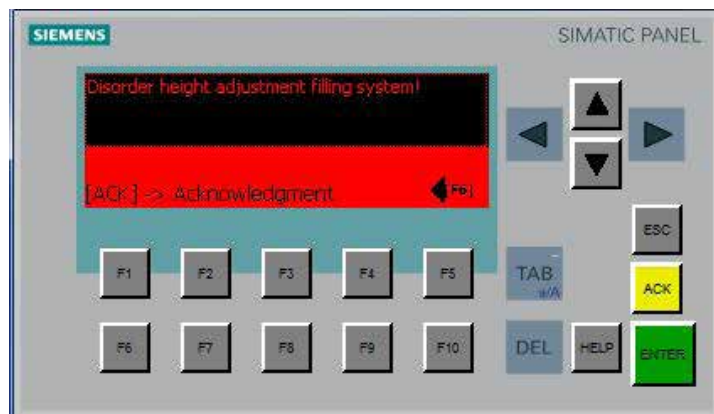 SIEMENS
SIMATIC PANEL
Disorder height adjustment filling system!
[ACK] -> Acknowledgment
[F6]
ESC
F1 F2 F3 F4 F5 TAB ACK
a/A
F6 F7 F8 F9 F10 DEL HELP ENTER